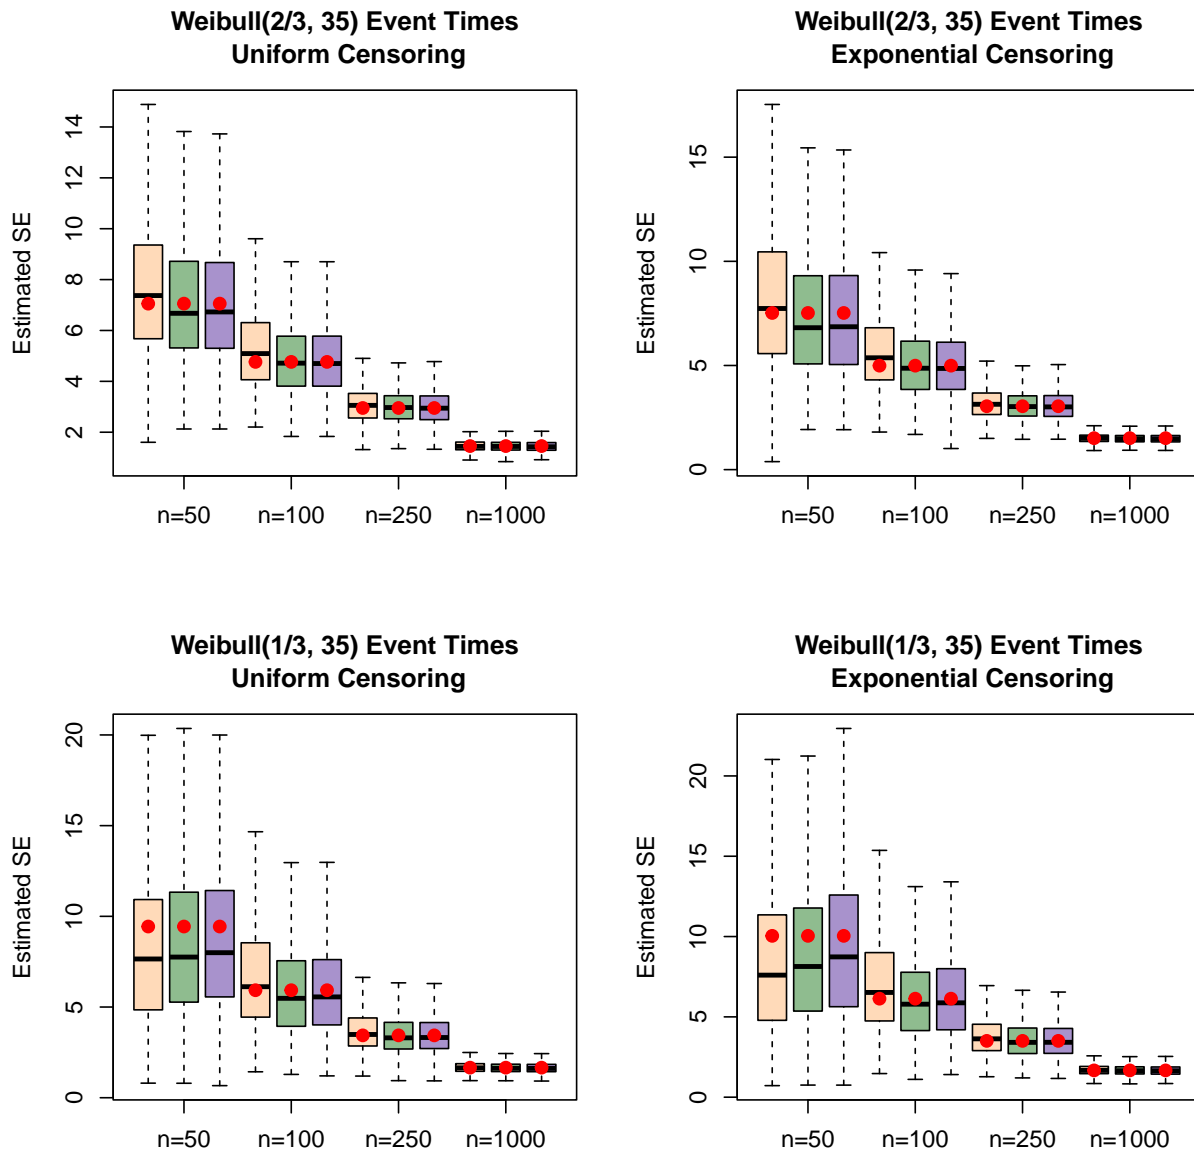 Weibull(2/3, 35) Event Times
Uniform Censoring
Estimated SE
14
12
10
8
6
4
2
n=50 n=100 n=250 n=1000
Weibull(2/3, 35) Event Times
Exponential Censoring
Estimated SE
15
10
5
0
n=50 n=100 n=250 n=1000
Weibull(1/3, 35) Event Times
Uniform Censoring
Estimated SE
20
15
10
5
0
n=50 n=100 n=250 n=1000
Weibull(1/3, 35) Event Times
Exponential Censoring
Estimated SE
20
15
10
5
0
n=50 n=100 n=250 n=1000